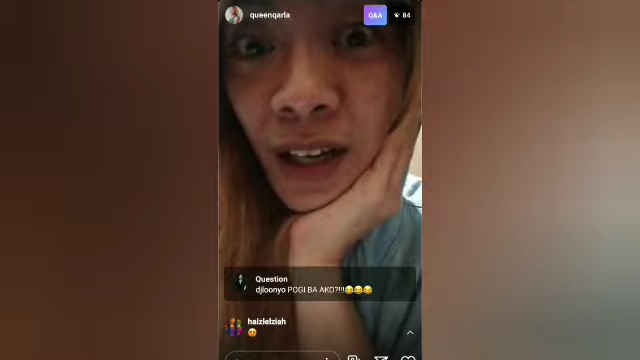 queenqarla
Q&A
84
Question
djloonyo POGI BA AKO?!!!😂😂😂
haizlelziah
😍